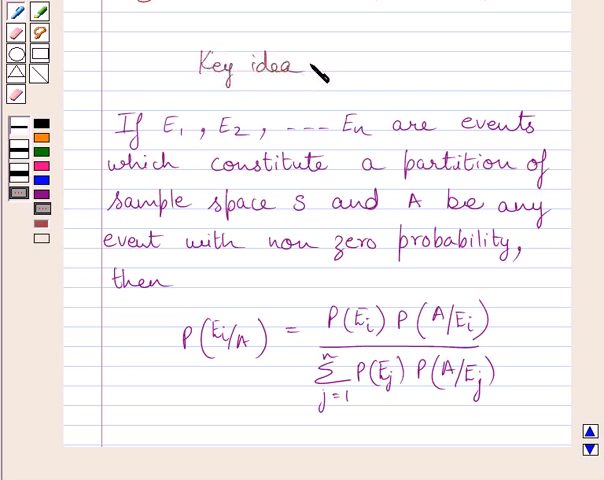 Key idea
If E₁, E₂, --- Eₙ are events
which constitute a partition of
sample space S and A be any
event with non zero probability,
then
P(Eᵢ/A) = P(Eᵢ) P(A/Eᵢ) / ∑ⁿⱼ₌₁ P(Eⱼ) P(A/Eⱼ)